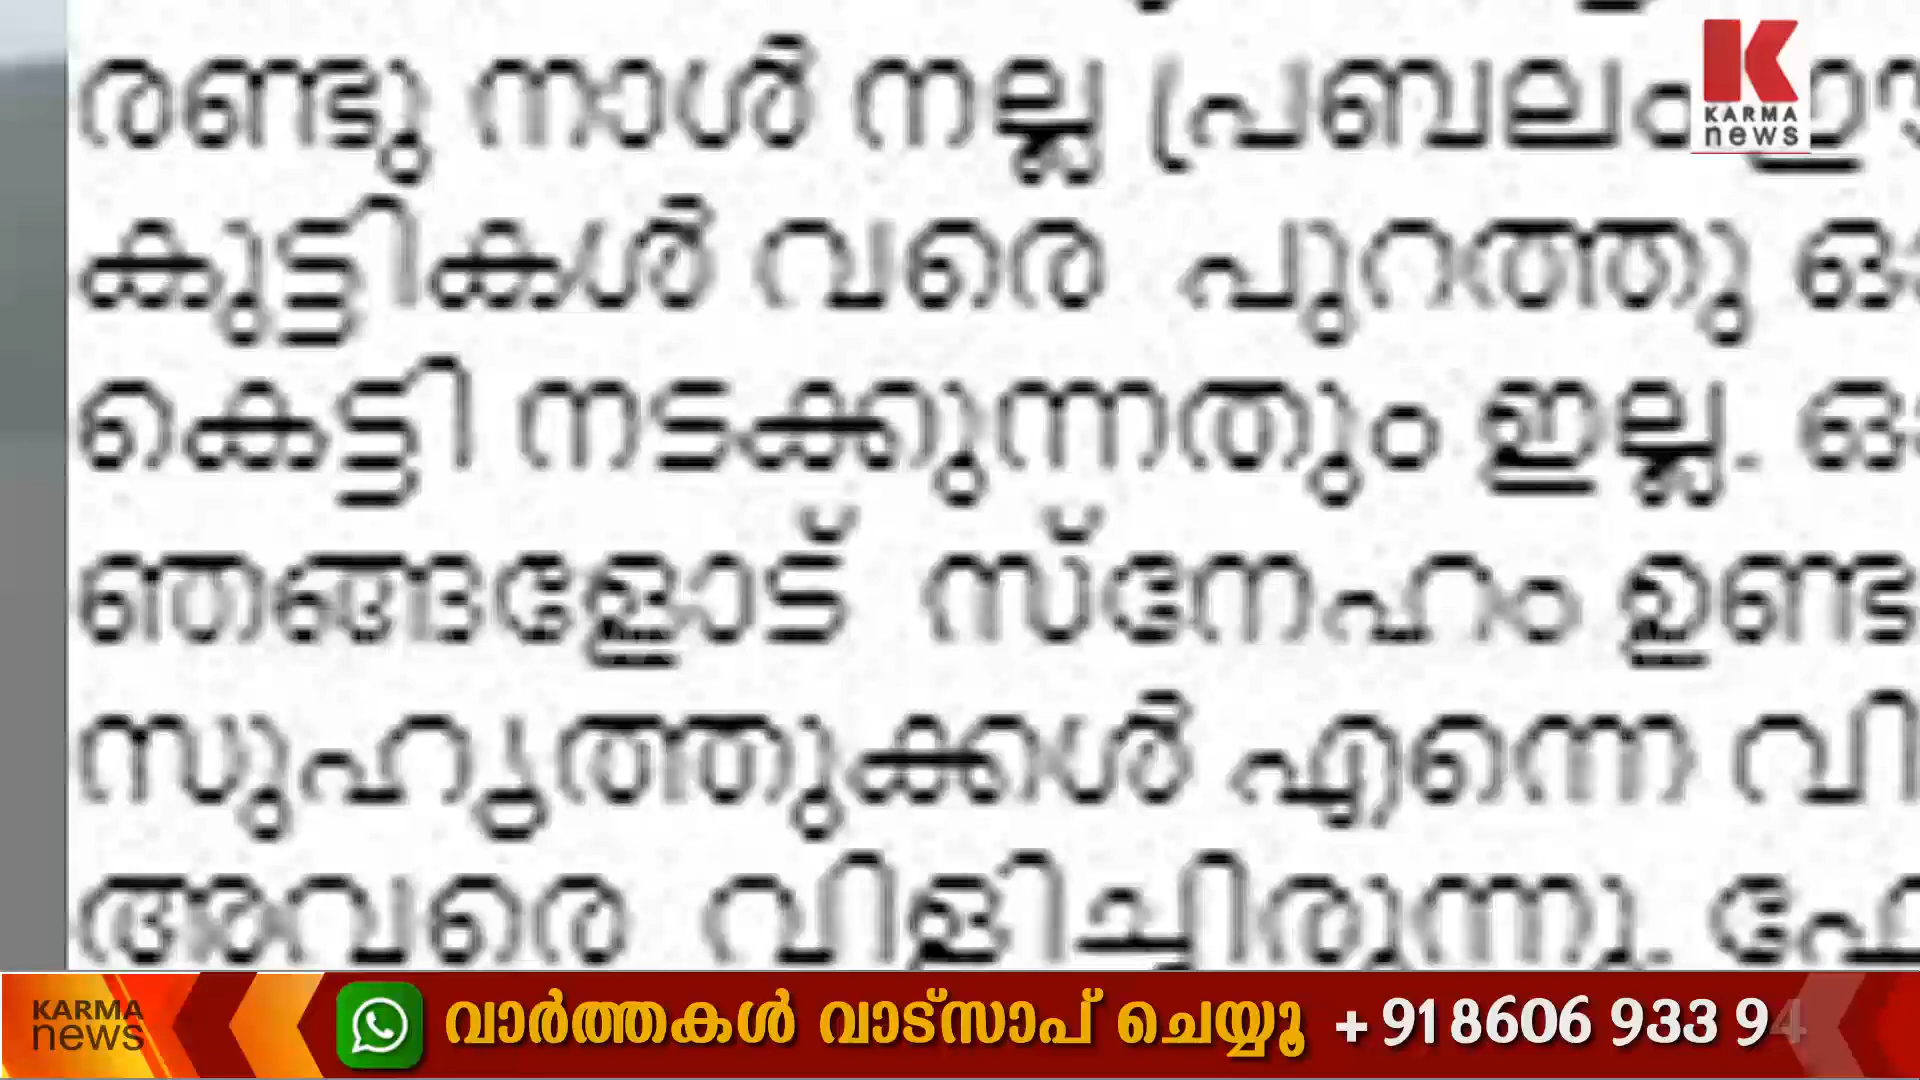 രണ്ടു നാൾ നല്ല പ്രബലം
കുട്ടികൾ വരെ പുറത്തു
കെട്ടി നടക്കുന്നതും ഇല്ല.
ഞങ്ങളോട് സ്നേഹം
സുഹൃത്തുക്കൾ എന്നെ
അവരെ വിളിച്ചിരുന്നു.
KARMA
news
KARMA
news
വാർത്തകൾ വാട്സാപ് ചെയ്യൂ + 91 8606 933 94